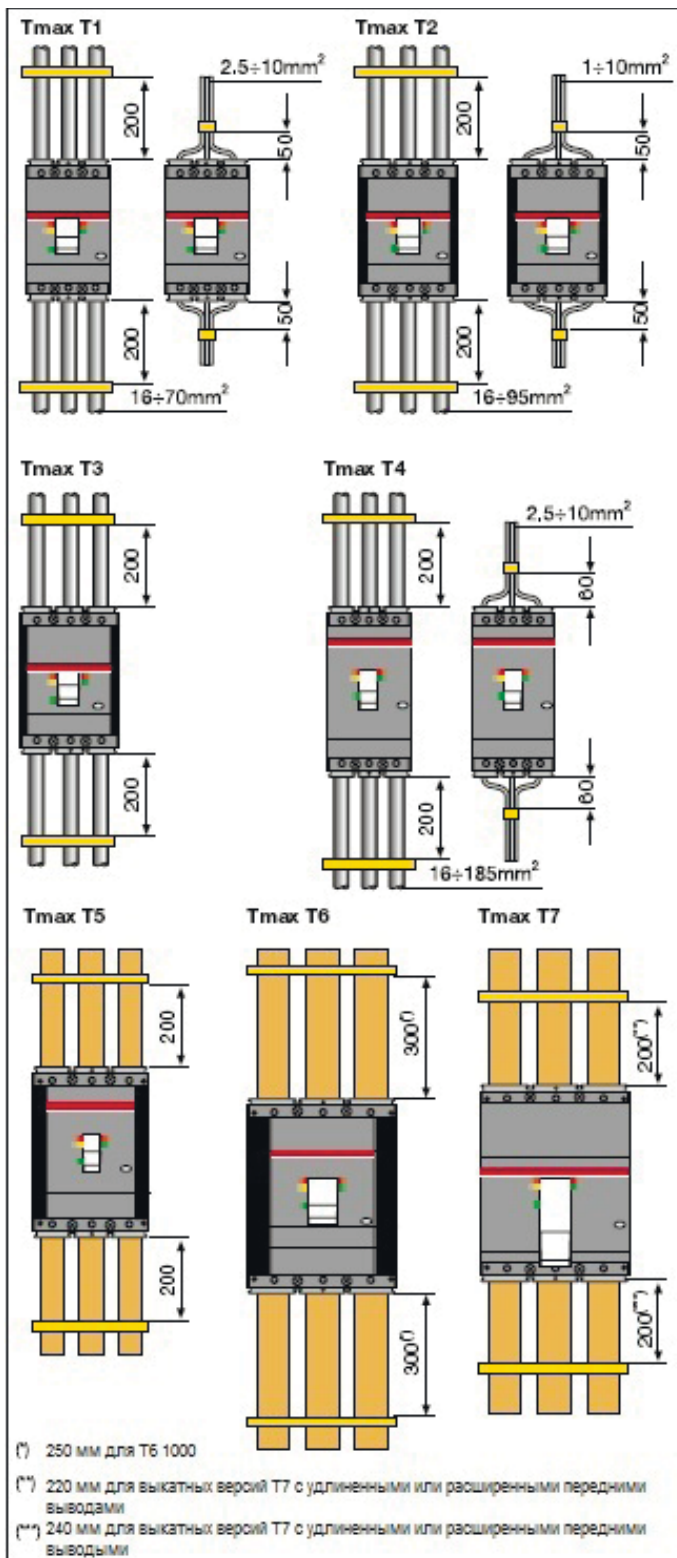 Tmax T1
Tmax T2
2.5÷10mm²
1÷10mm²
200
50
200
50
200
50
200
50
16÷70mm²
16÷95mm²
Tmax T3
Tmax T4
2,5÷10mm²
200
200
60
200
200
60
16÷185mm²
Tmax T5
Tmax T6
Tmax T7
200
300(*)
200(**)
200
300(*)
200(**)
(*) 250 мм для Т6 1000
(**) 220 мм для выкатных версий Т7 с удлиненными или расширенными передними
выводами
(***) 240 мм для выкатных версий Т7 с удлиненными или расширенными передними
выводыми